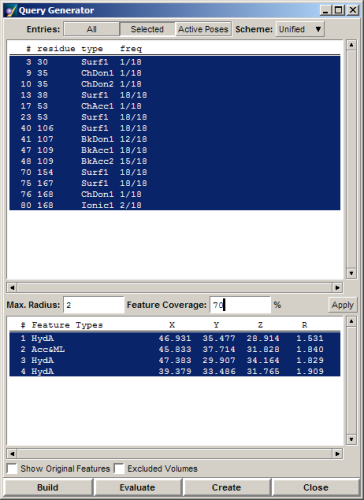 Query Generator
Entries: All Selected Active Poses Scheme: Unified
# residue type freq
3 30 Surf1 1/18
9 35 ChDon1 1/18
10 35 ChDon2 1/18
13 38 Surf1 18/18
17 53 ChAcc1 1/18
23 53 Surf1 18/18
40 106 Surf1 18/18
41 107 BkDon1 12/18
47 109 BkAcc1 18/18
48 109 BkAcc2 15/18
70 154 Surf1 18/18
75 167 Surf1 18/18
76 168 ChDon1 1/18
80 168 Ionic1 2/18
Max. Radius: 2 Feature Coverage: 70 % Apply
# Feature Types X Y Z R
1 HydA 46.931 35.477 28.914 1.531
2 Acc&ML 45.833 37.714 31.828 1.840
3 HydA 47.383 29.907 34.164 1.829
4 HydA 39.379 33.486 31.765 1.909
Show Original Features Excluded Volumes
Build Evaluate Create Close